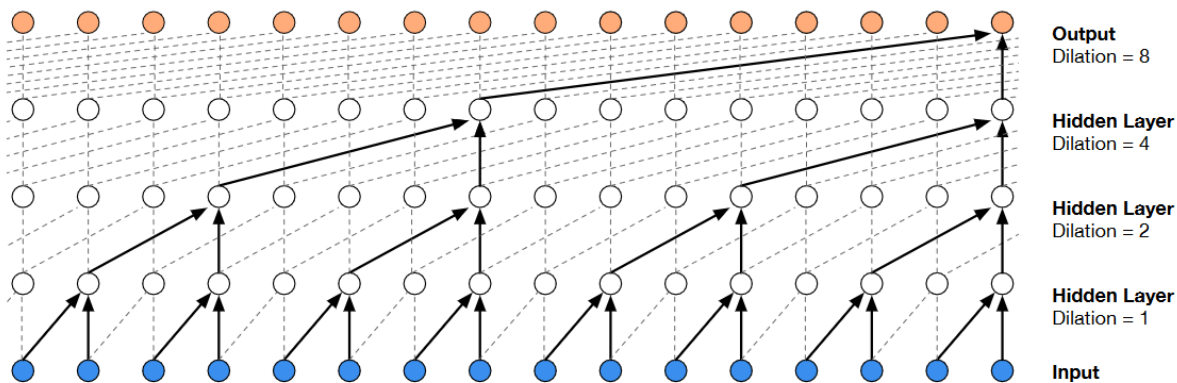 Output
Dilation = 8
Hidden Layer
Dilation = 4
Hidden Layer
Dilation = 2
Hidden Layer
Dilation = 1
Input